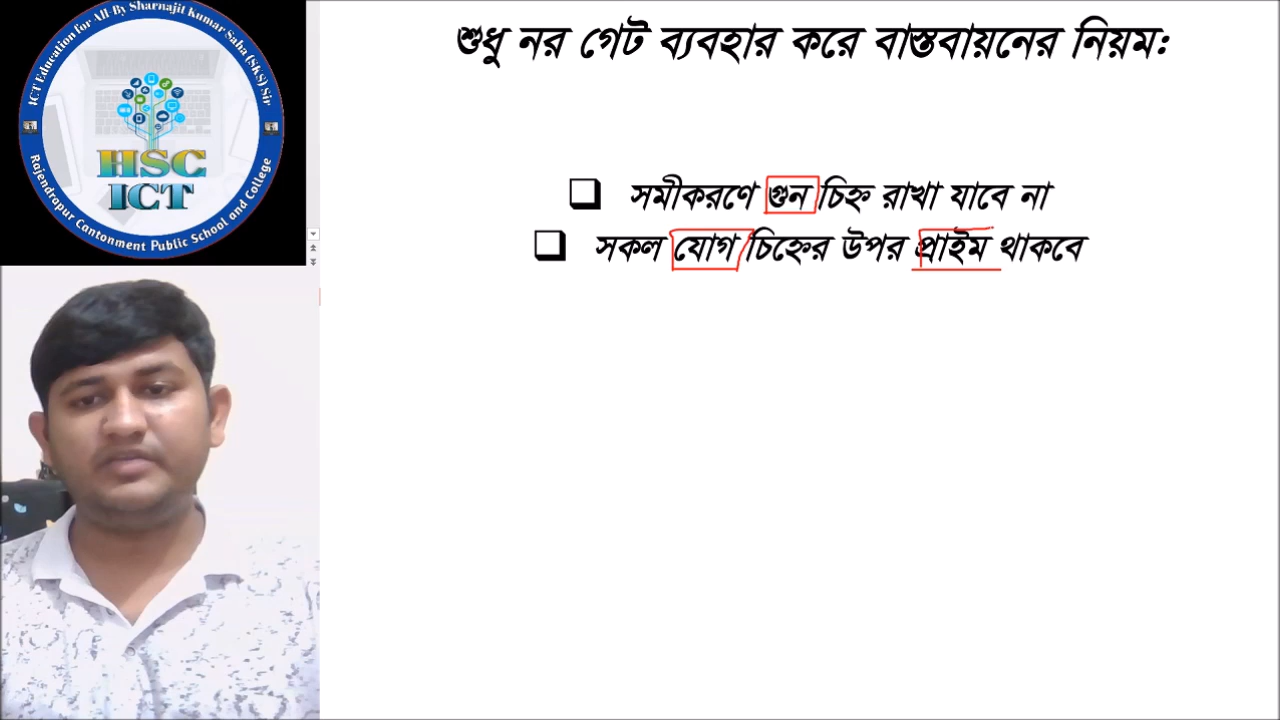 ICT Education for All-By Sharnajit Kumar Saha (SKS) Sir
HSC
ICT
Rajendrapur Cantonment Public School and College
শুধু নর গেট ব্যবহার করে বাস্তবায়নের নিয়ম:
সমীকরণে গুন চিহ্ন রাখা যাবে না
সকল যোগ চিহ্নের উপর প্রাইম থাকবে